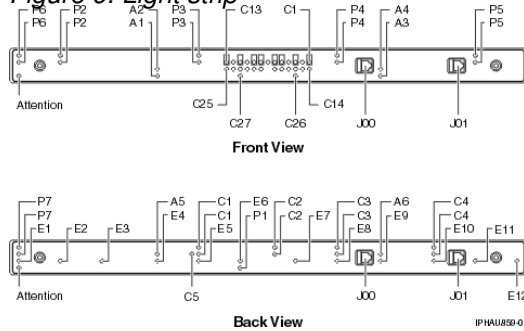 Figure 9. Light strip
P6 P2 A2 P3 C13 C1 P4 A4 P5
P6 P2 A1 P3 P4 A3 P5
Attention C25 C14
C27 C26 J00 J01
Front View
P7 A5 C1 E6 C2 C3 A6 C4
P7 E4 C1 P1 C2 E7 C3 E9 C4
E1 E2 E3 E5 E8 E10 E11
Attention C5 J00 J01 E12
Back View
IPHAU859-0